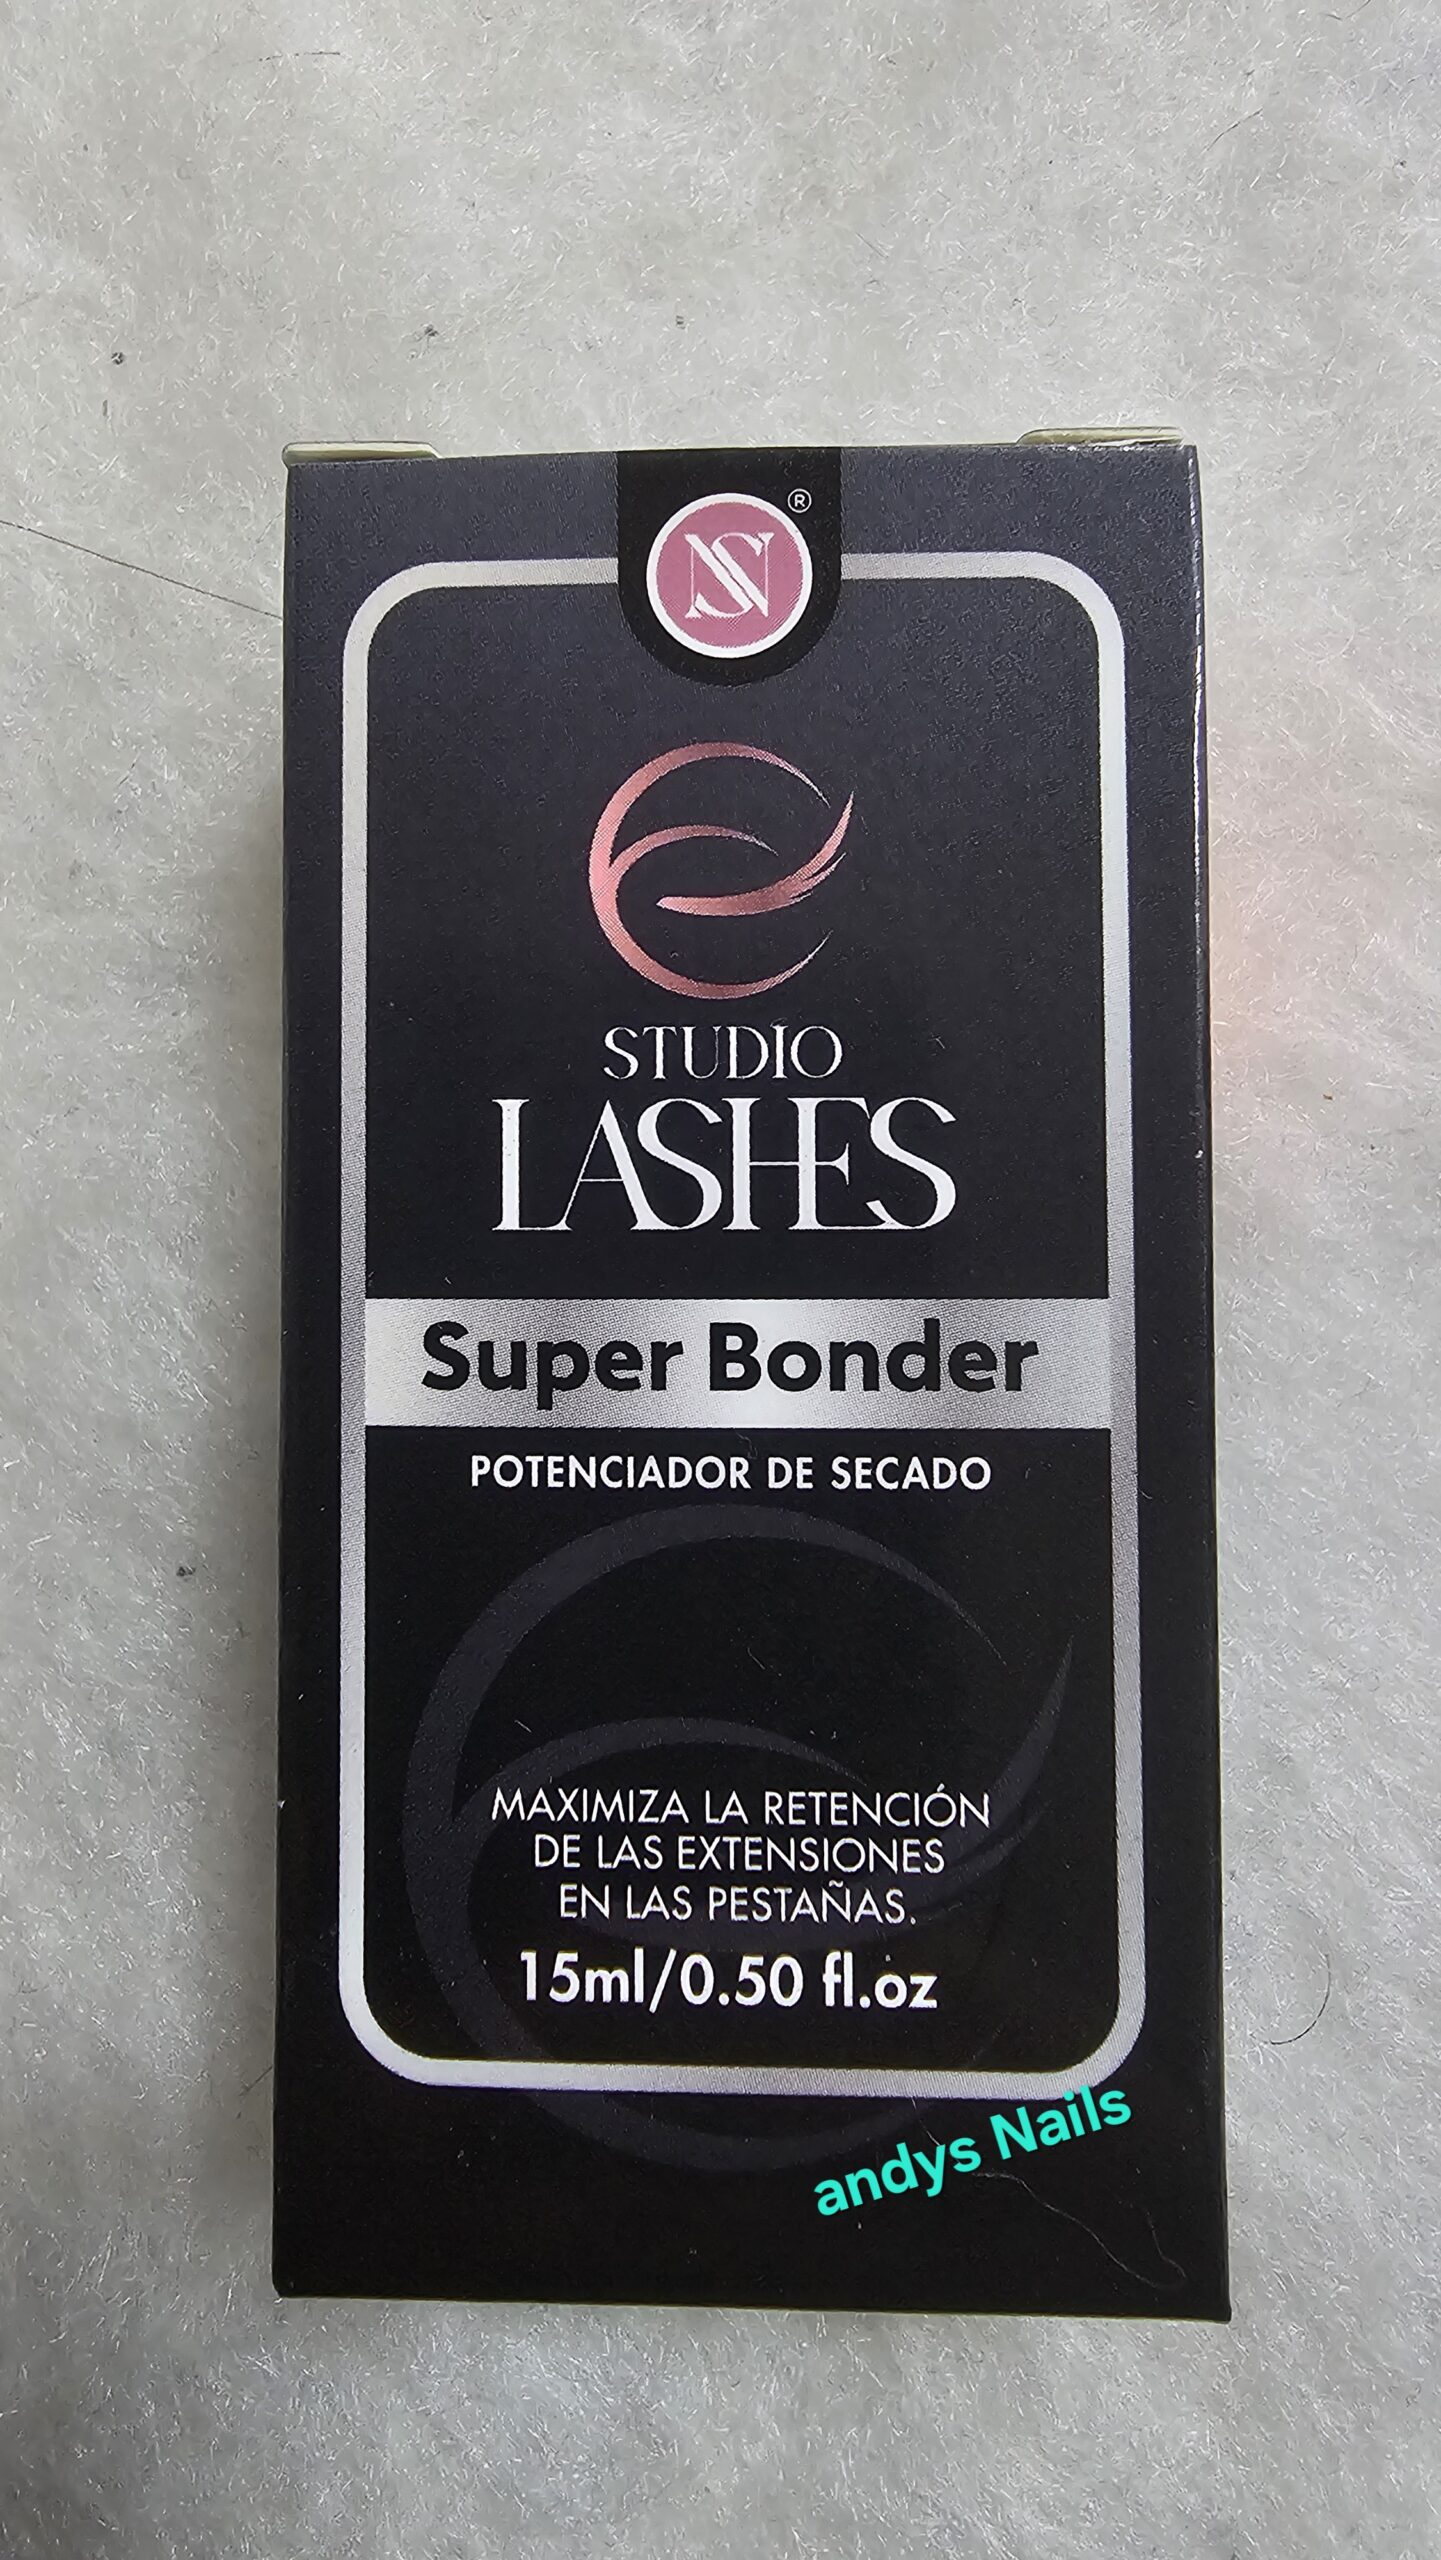 SN®
STUDIO
LASHES
Super Bonder
POTENCIADOR DE SECADO
MAXIMIZA LA RETENCIÓN
DE LAS EXTENSIONES
EN LAS PESTAÑAS.
15ml/0.50 fl.oz
andys Nails